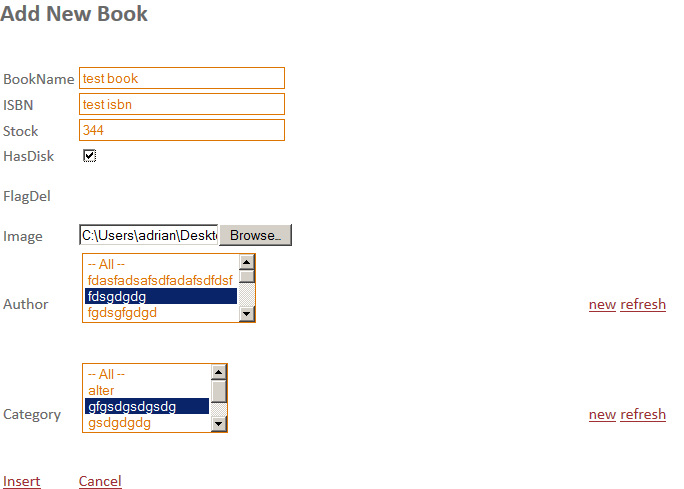 Add New Book
BookName test book
ISBN test isbn
Stock 344
HasDisk
FlagDel
Image C:\Users\adrian\Deskto Browse...
-- All --
fdasfadsafsdfadafsdfdsf
fdsgdgdg
Author new refresh
fgdsgfgdgd
-- All --
alter
gfgsdgsdgsdg
Category new refresh
gsdgdgdg
Insert Cancel